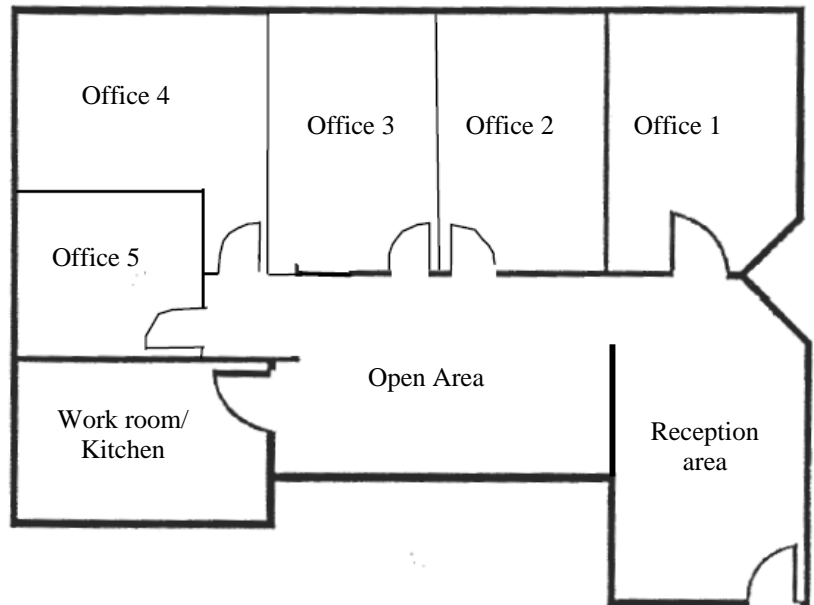 Office 4
Office 3
Office 2
Office 1
Office 5
Open Area
Work room/
Kitchen
Reception
area